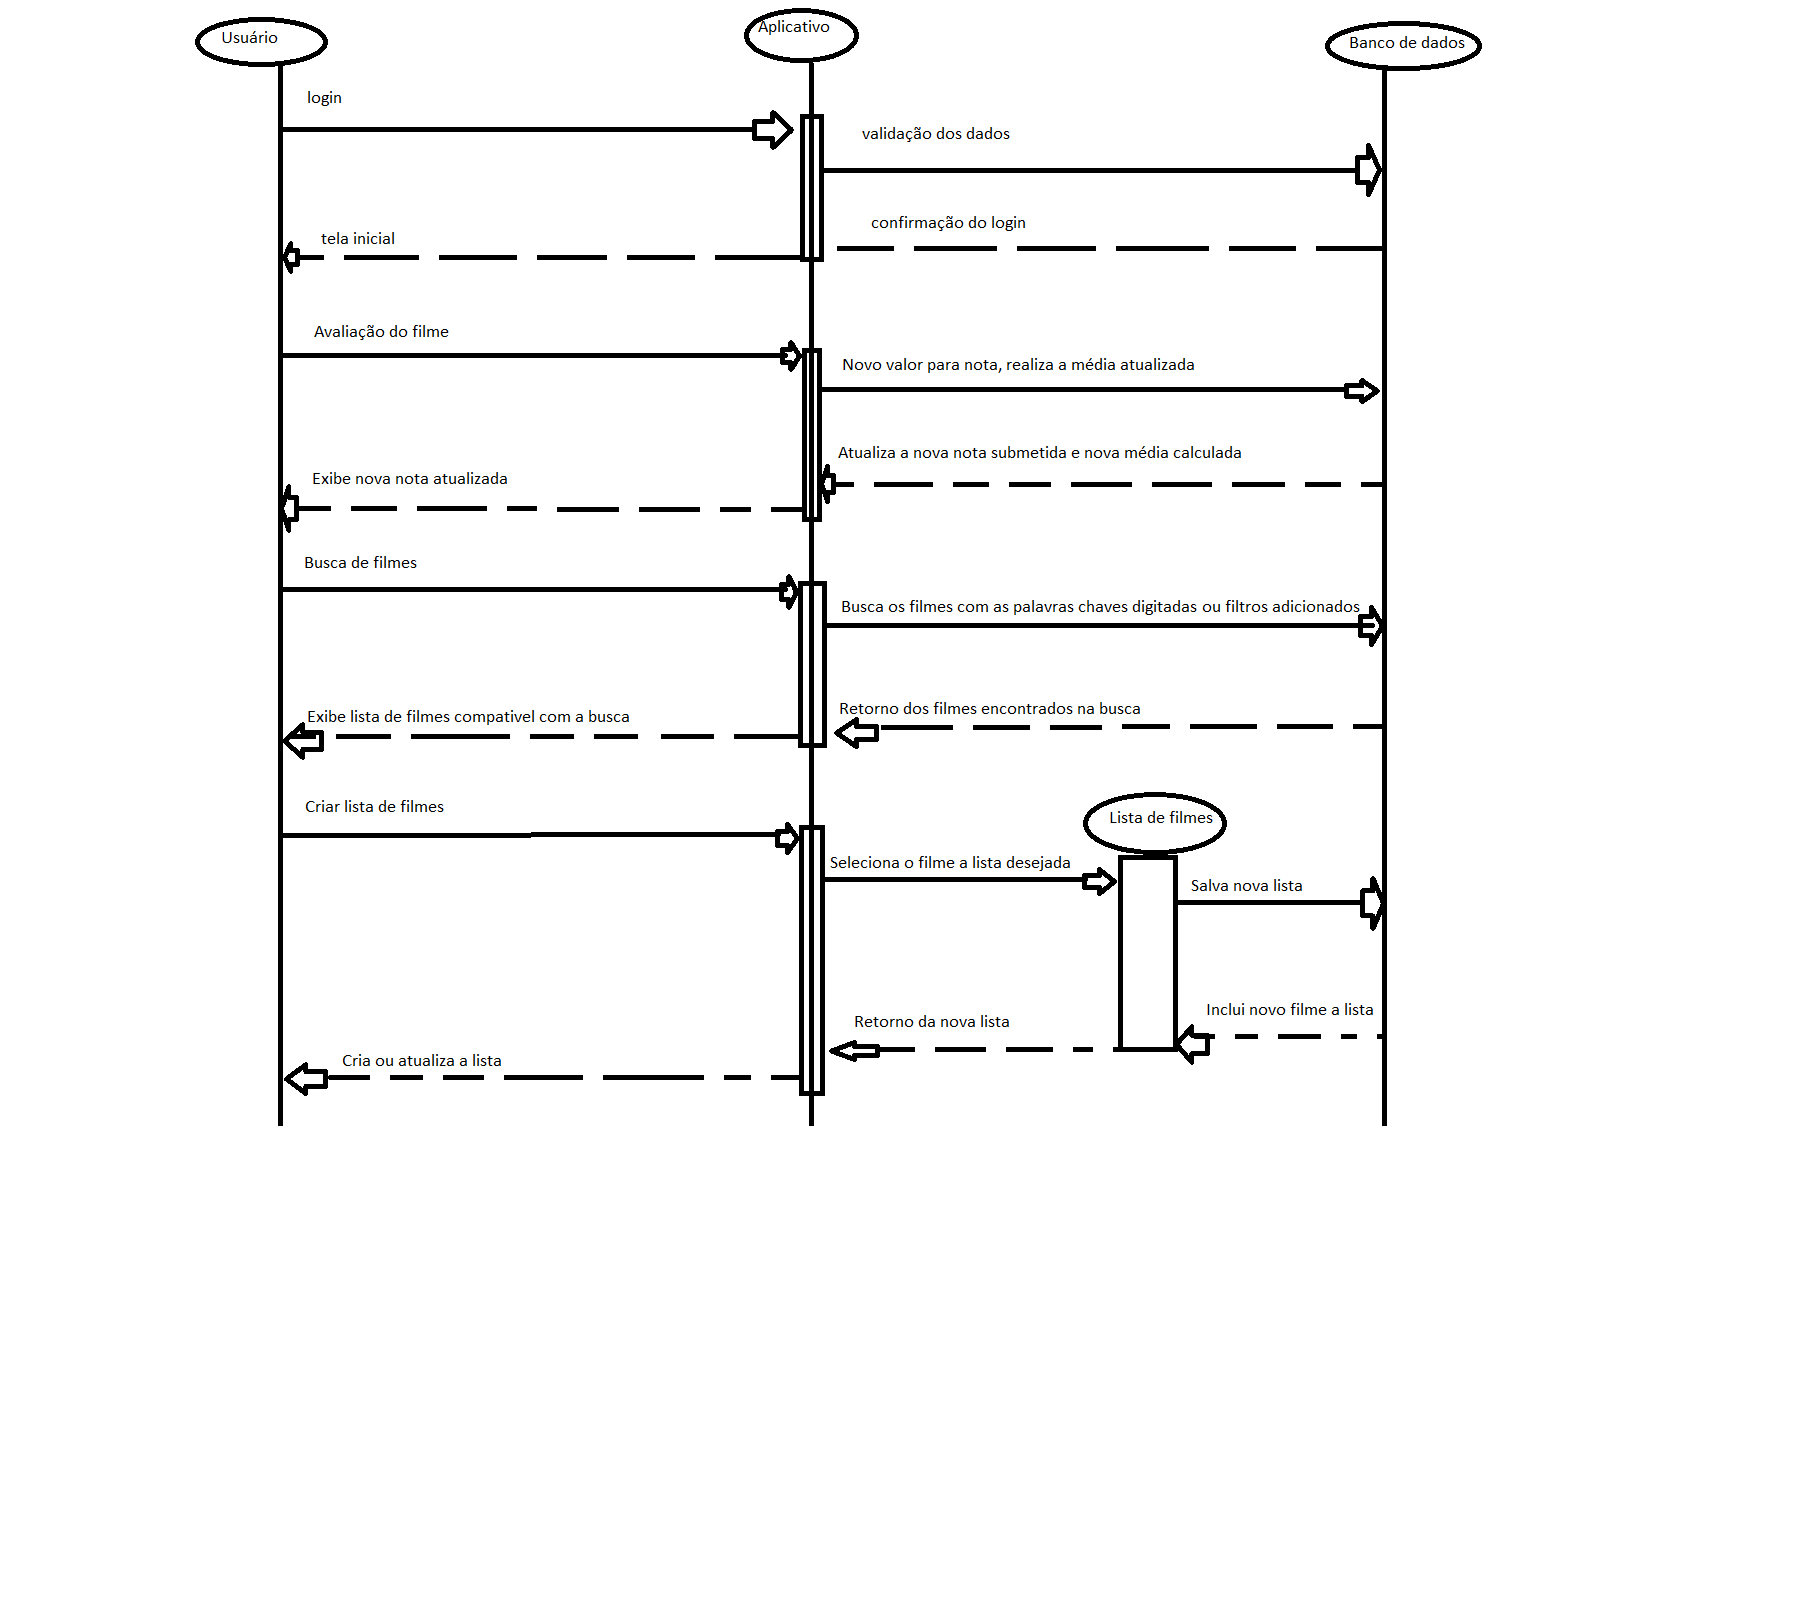 Usuário
Aplicativo
Banco de dados
login
validação dos dados
confirmação do login
tela inicial
Avaliação do filme
Novo valor para nota, realiza a média atualizada
Atualiza a nova nota submetida e nova média calculada
Exibe nova nota atualizada
Busca de filmes
Busca os filmes com as palavras chaves digitadas ou filtros adicionados
Retorno dos filmes encontrados na busca
Exibe lista de filmes compativel com a busca
Criar lista de filmes
Lista de filmes
Seleciona o filme a lista desejada
Salva nova lista
Inclui novo filme a lista
Retorno da nova lista
Cria ou atualiza a lista